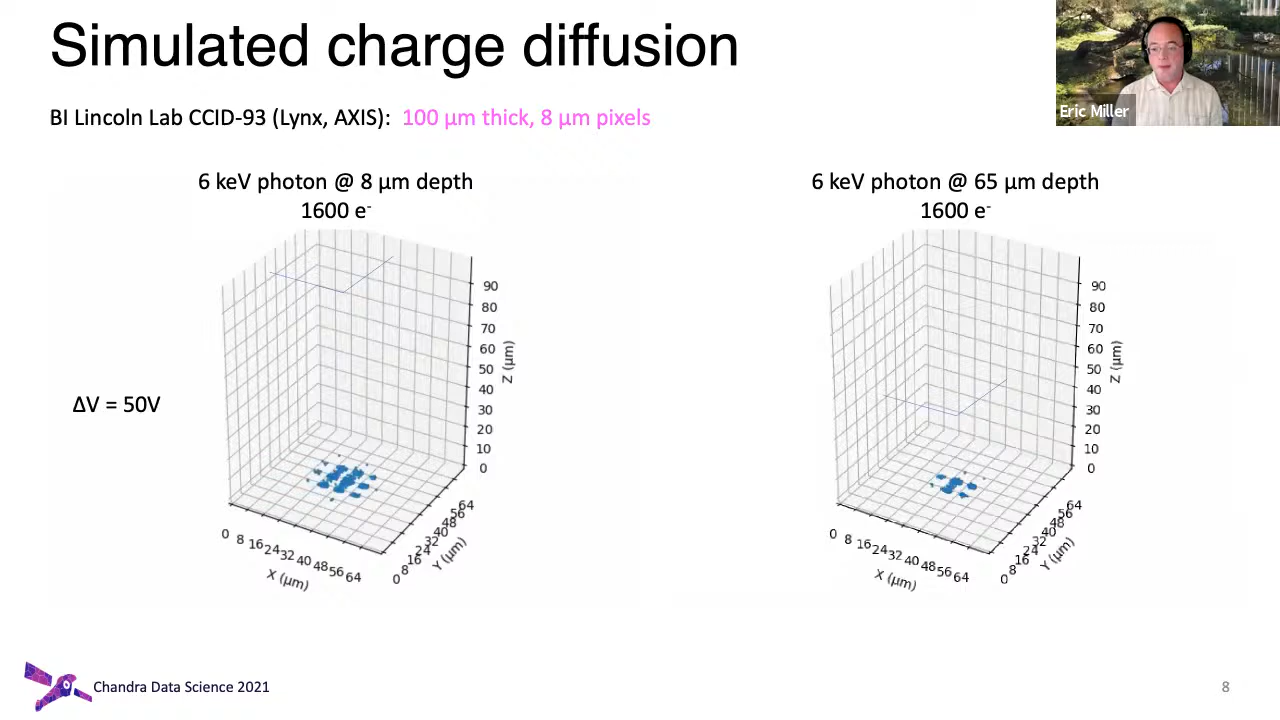 Simulated charge diffusion
BI Lincoln Lab CCID-93 (Lynx, AXIS): 100 µm thick, 8 µm pixels
Eric Miller
6 keV photon @ 8 µm depth
1600 e⁻
6 keV photon @ 65 µm depth
1600 e⁻
ΔV = 50V
90
80
70
60
50
40
30
20
10
0
Z (µm)
0 8 16 24 32 40 48 56 64
X (µm)
0 8 16 24 32 40 48 56 64
Y (µm)
90
80
70
60
50
40
30
20
10
0
Z (µm)
0 8 16 24 32 40 48 56 64
X (µm)
0 8 16 24 32 40 48 56 64
Y (µm)
Chandra Data Science 2021
8